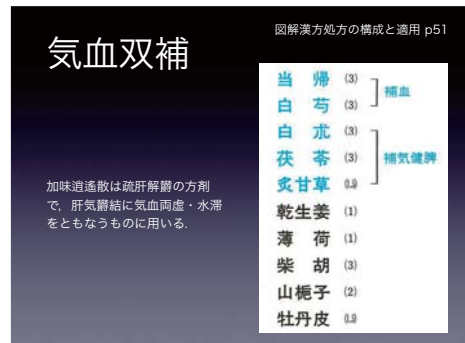 図解漢方処方の構成と適用 p51
気血双補
当 帰 (3)
白 芍 (3)
補血
白 朮 (3)
茯 苓 (3)
炙甘草 (1.5)
補気健脾
乾生姜 (1)
薄 荷 (1)
柴 胡 (3)
山梔子 (2)
牡丹皮 (1.5)
加味逍遙散は疏肝解鬱の方剤
で，肝気鬱結に気血両虚・水滞
をともなうものに用いる.